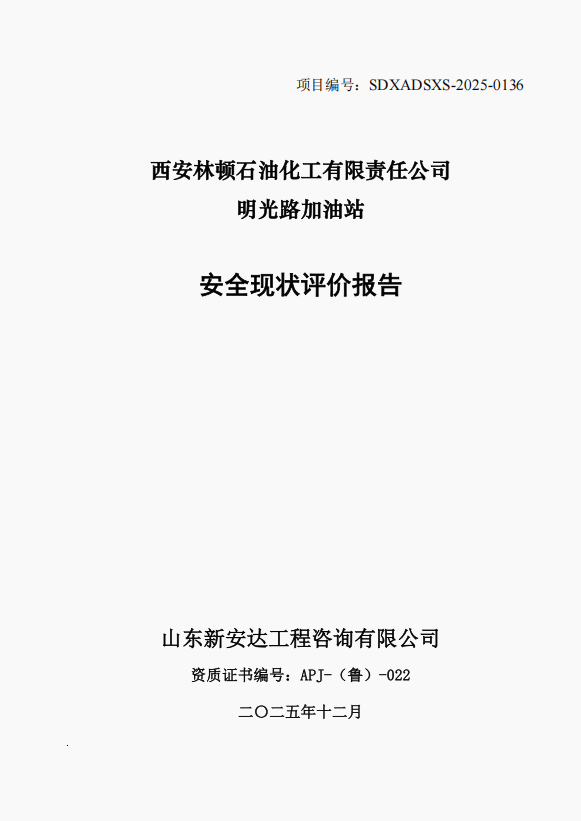 项目编号：SDXADSXS-2025-0136
西安林顿石油化工有限责任公司
明光路加油站
安全现状评价报告
山东新安达工程咨询有限公司
资质证书编号：APJ-（鲁）-022
二〇二五年十二月
.